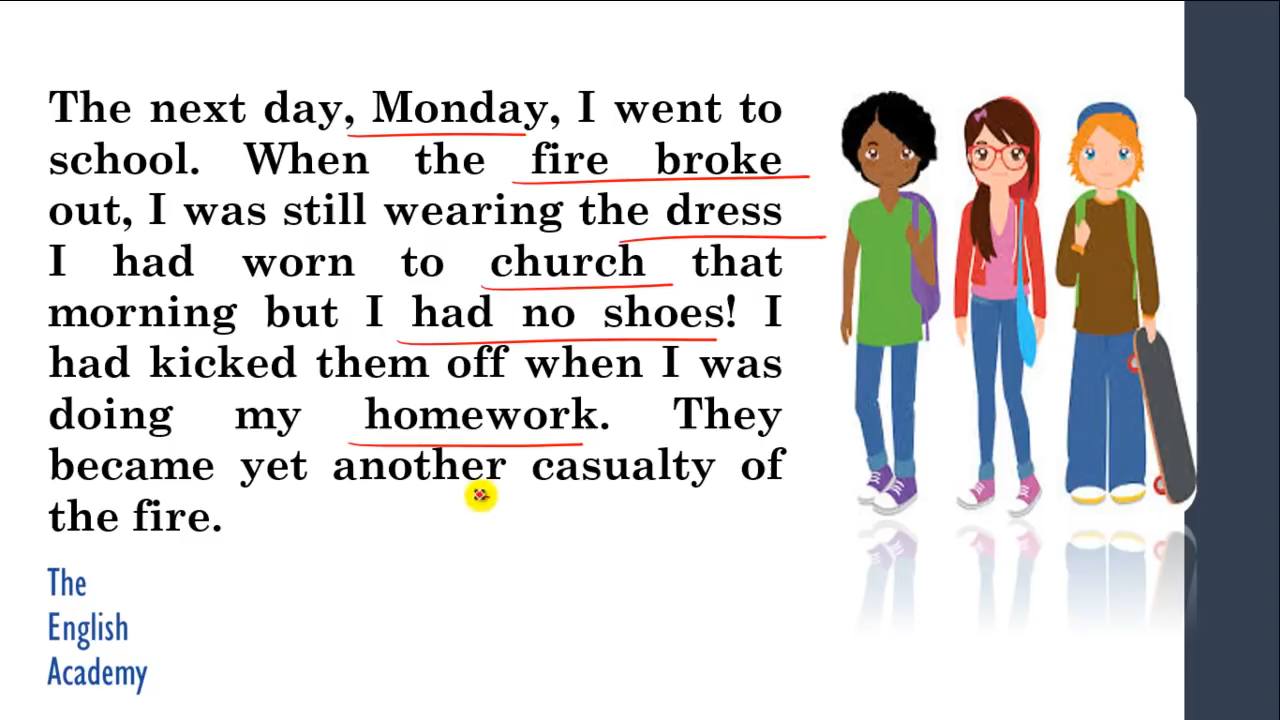 The next day, Monday, I went to
school. When the fire broke
out, I was still wearing the dress
I had worn to church that
morning but I had no shoes! I
had kicked them off when I was
doing my homework. They
became yet another casualty of
the fire.
The
English
Academy